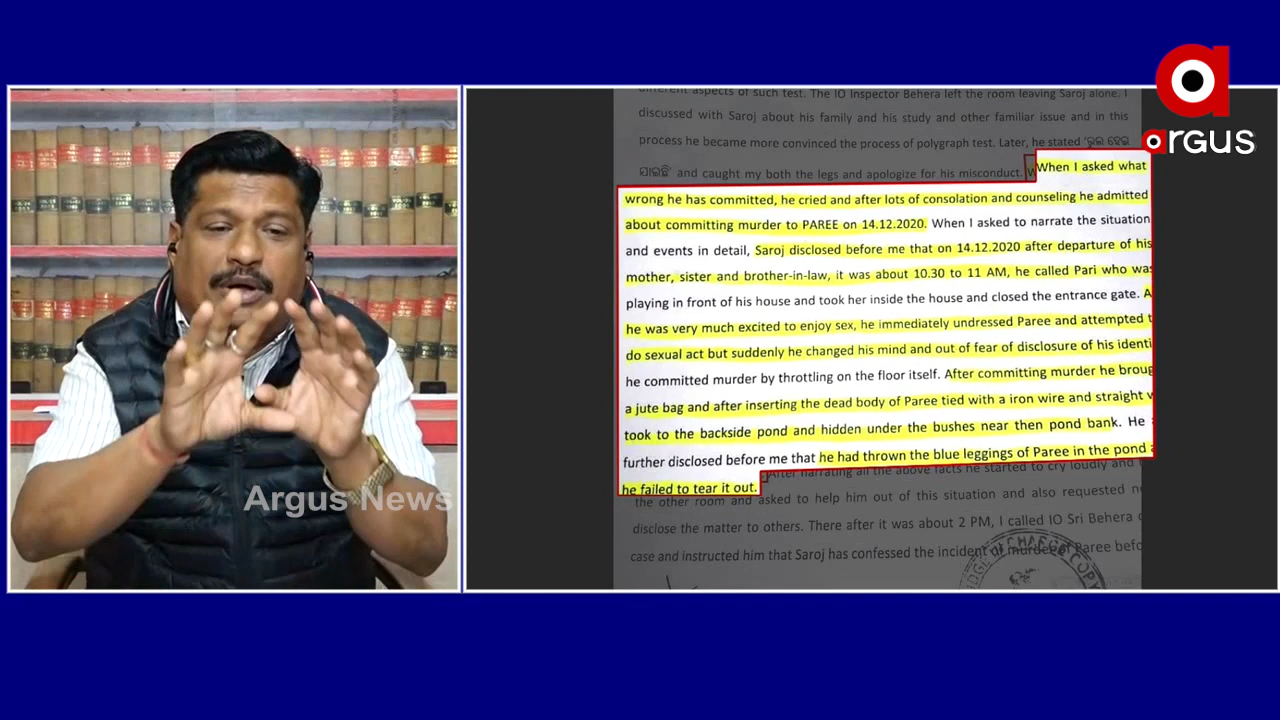 argus
different aspects of such test. The IO Inspector Behera left the room leaving Saroj alone. I
discussed with Saroj about his family and his study and other familiar issue and in this
process he became more convinced the process of polygraph test. Later, he stated 'ଭୁଲ ହେଇ
ଯାଇଛି' and caught my both the legs and apologize for his misconduct. When I asked what
wrong he has committed, he cried and after lots of consolation and counseling he admitted
about committing murder to PAREE on 14.12.2020. When I asked to narrate the situation
and events in detail, Saroj disclosed before me that on 14.12.2020 after departure of his
mother, sister and brother-in-law, it was about 10.30 to 11 AM, he called Pari who was
playing in front of his house and took her inside the house and closed the entrance gate. A
he was very much excited to enjoy sex, he immediately undressed Paree and attempted t
do sexual act but suddenly he changed his mind and out of fear of disclosure of his identi
he committed murder by throttling on the floor itself. After committing murder he broug
a jute bag and after inserting the dead body of Paree tied with a iron wire and straight w
took to the backside pond and hidden under the bushes near then pond bank. He
further disclosed before me that he had thrown the blue leggings of Paree in the pond a
he failed to tear it out. After narrating all the above facts he started to cry loudly and
the other room and asked to help him out of this situation and also requested n
disclose the matter to others. There after it was about 2 PM, I called IO Sri Behera
case and instructed him that Saroj has confessed the incident of murder of Paree befo
Argus News